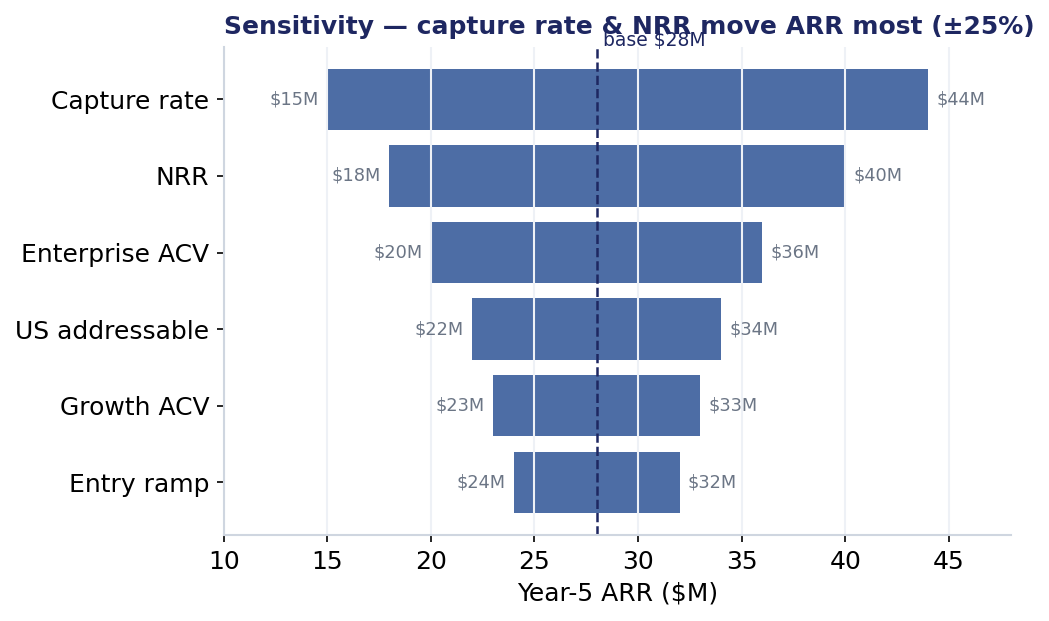 Sensitivity — capture rate & NRR move ARR most (±25%)
base $28M
Capture rate $15M $44M
NRR $18M $40M
Enterprise ACV $20M $36M
US addressable $22M $34M
Growth ACV $23M $33M
Entry ramp $24M $32M
10 15 20 25 30 35 40 45
Year-5 ARR ($M)